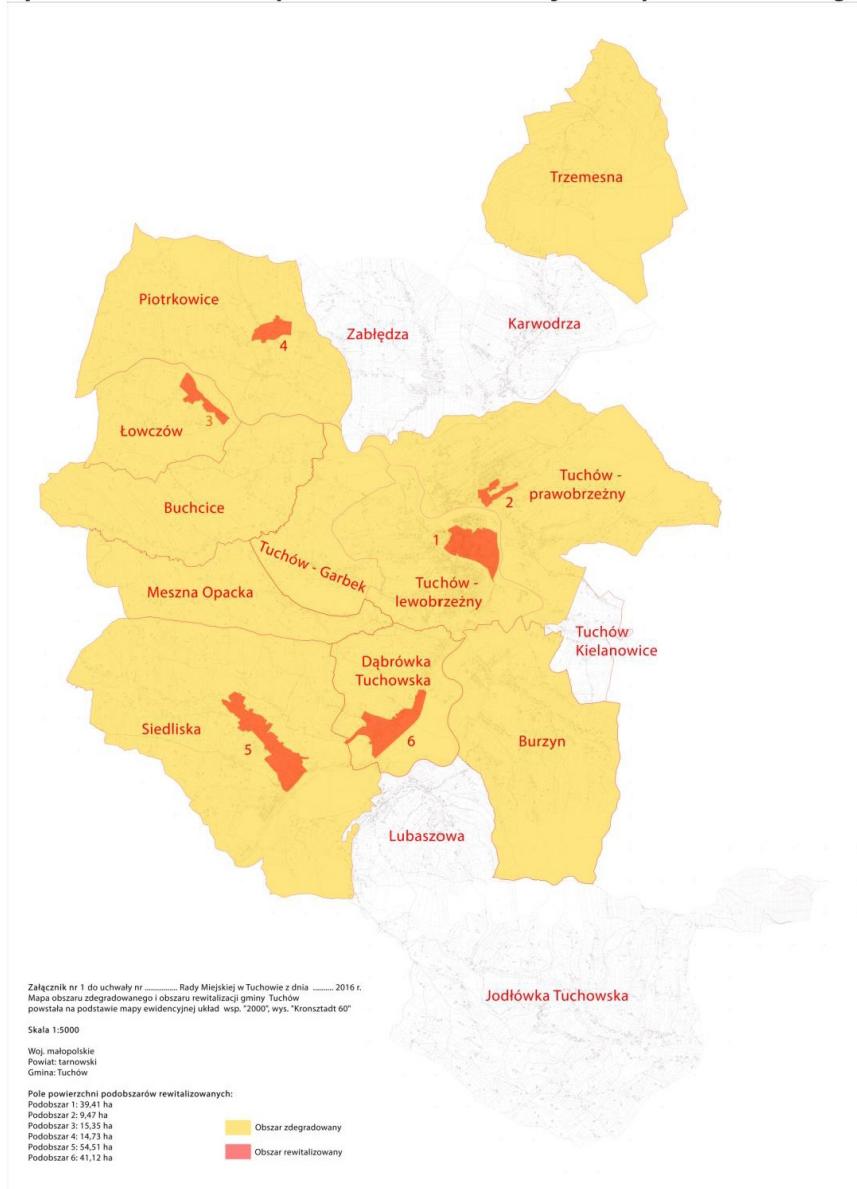 Trzemesna
Piotrkowice
4
Zabłędza
Karwodrza
Łowczów
3
Buchcice
Tuchów -
prawobrzeżny
2
1
Tuchów - Garbek
Meszna Opacka
Tuchów -
lewobrzeżny
Tuchów
Kielanowice
Dąbrówka
Tuchowska
Siedliska
5
6
Burzyn
Lubaszowa
Jodłówka Tuchowska
Załącznik nr 1 do uchwały nr ................ Rady Miejskiej w Tuchowie z dnia .......... 2016 r.
Mapa obszaru zdegradowanego i obszaru rewitalizacji gminy Tuchów
powstała na podstawie mapy ewidencyjnej układ wsp. "2000", wys. "Kronsztadt 60"
Skala 1:5000
Woj. małopolskie
Powiat: tarnowski
Gmina: Tuchów
Pole powierzchni podobszarów rewitalizowanych:
Podobszar 1: 39,41 ha
Podobszar 2: 9,47 ha
Podobszar 3: 15,35 ha
Podobszar 4: 14,73 ha
Podobszar 5: 54,51 ha
Podobszar 6: 41,12 ha
Obszar zdegradowany
Obszar rewitalizowany